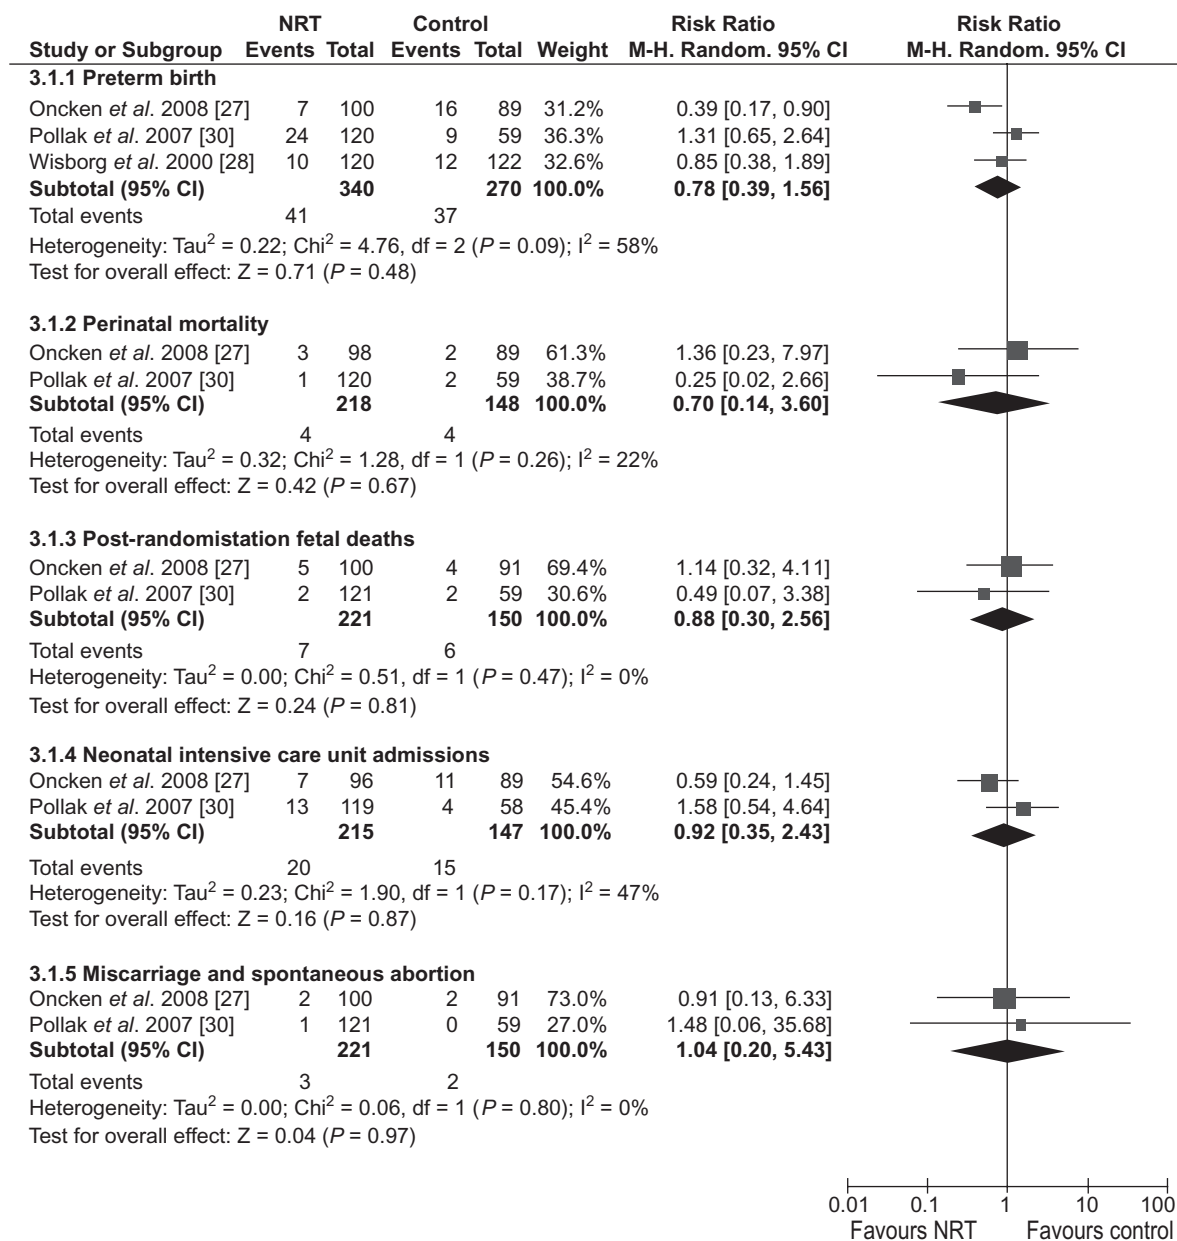 NRT Control Risk Ratio Risk Ratio
Study or Subgroup Events Total Events Total Weight M-H. Random. 95% CI M-H. Random. 95% CI
3.1.1 Preterm birth
Oncken et al. 2008 [27] 7 100 16 89 31.2% 0.39 [0.17, 0.90]
Pollak et al. 2007 [30] 24 120 9 59 36.3% 1.31 [0.65, 2.64]
Wisborg et al. 2000 [28] 10 120 12 122 32.6% 0.85 [0.38, 1.89]
Subtotal (95% CI) 340 270 100.0% 0.78 [0.39, 1.56]
Total events 41 37
Heterogeneity: Tau² = 0.22; Chi² = 4.76, df = 2 (P = 0.09); I² = 58%
Test for overall effect: Z = 0.71 (P = 0.48)
3.1.2 Perinatal mortality
Oncken et al. 2008 [27] 3 98 2 89 61.3% 1.36 [0.23, 7.97]
Pollak et al. 2007 [30] 1 120 2 59 38.7% 0.25 [0.02, 2.66]
Subtotal (95% CI) 218 148 100.0% 0.70 [0.14, 3.60]
Total events 4 4
Heterogeneity: Tau² = 0.32; Chi² = 1.28, df = 1 (P = 0.26); I² = 22%
Test for overall effect: Z = 0.42 (P = 0.67)
3.1.3 Post-randomistation fetal deaths
Oncken et al. 2008 [27] 5 100 4 91 69.4% 1.14 [0.32, 4.11]
Pollak et al. 2007 [30] 2 121 2 59 30.6% 0.49 [0.07, 3.38]
Subtotal (95% CI) 221 150 100.0% 0.88 [0.30, 2.56]
Total events 7 6
Heterogeneity: Tau² = 0.00; Chi² = 0.51, df = 1 (P = 0.47); I² = 0%
Test for overall effect: Z = 0.24 (P = 0.81)
3.1.4 Neonatal intensive care unit admissions
Oncken et al. 2008 [27] 7 96 11 89 54.6% 0.59 [0.24, 1.45]
Pollak et al. 2007 [30] 13 119 4 58 45.4% 1.58 [0.54, 4.64]
Subtotal (95% CI) 215 147 100.0% 0.92 [0.35, 2.43]
Total events 20 15
Heterogeneity: Tau² = 0.23; Chi² = 1.90, df = 1 (P = 0.17); I² = 47%
Test for overall effect: Z = 0.16 (P = 0.87)
3.1.5 Miscarriage and spontaneous abortion
Oncken et al. 2008 [27] 2 100 2 91 73.0% 0.91 [0.13, 6.33]
Pollak et al. 2007 [30] 1 121 0 59 27.0% 1.48 [0.06, 35.68]
Subtotal (95% CI) 221 150 100.0% 1.04 [0.20, 5.43]
Total events 3 2
Heterogeneity: Tau² = 0.00; Chi² = 0.06, df = 1 (P = 0.80); I² = 0%
Test for overall effect: Z = 0.04 (P = 0.97)
0.01 0.1 1 10 100
Favours NRT Favours control